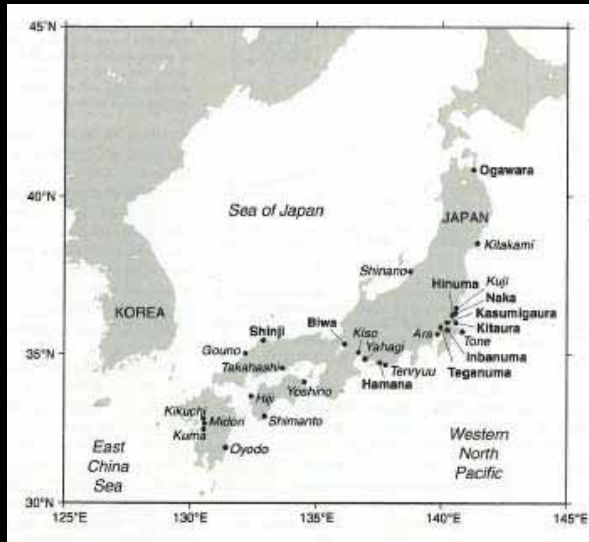 45°N
Ogawara
40°N
Sea of Japan
JAPAN
Kitakami
Shinano
Hinuma
Kuji
Naka
KOREA
Kasumigaura
Shinji
Biwa
Kiso
Kitaura
Gouno
Yahagi
Ara
Tone
35°N
Takahashi
Tenryuu
Inbanuma
Hamana
Teganuma
Yoshino
Hiji
Kikuchi
Midori
Shimanto
Kuma
Western
North
Pacific
East
China
Sea
Oyodo
30°N
125°E
130°E
135°E
140°E
145°E